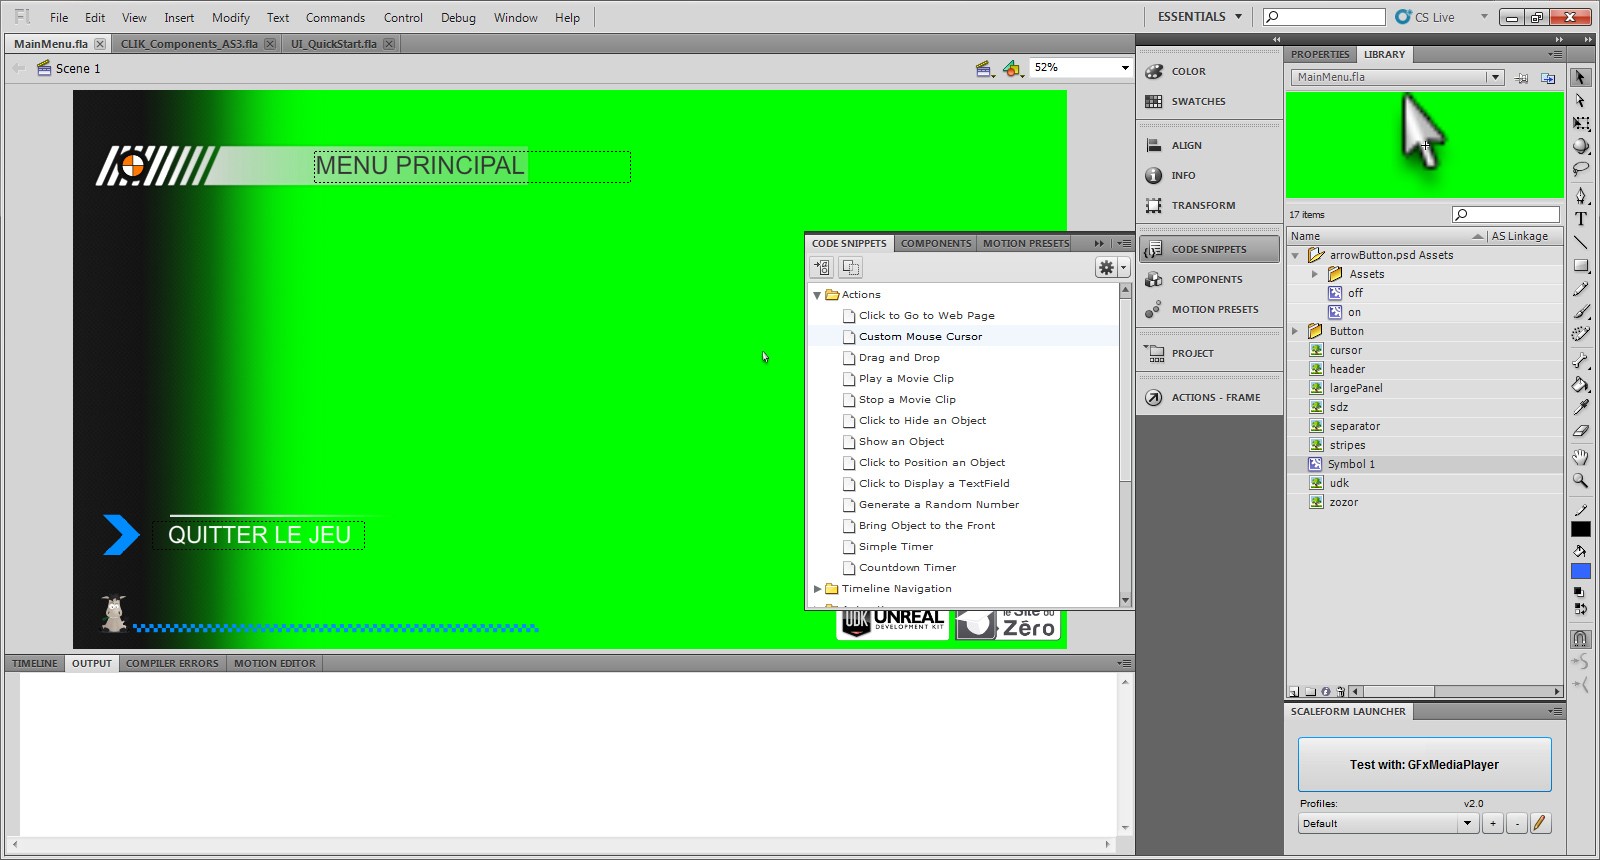 Fl File Edit View Insert Modify Text Commands Control Debug Window Help ESSENTIALS CS Live
MainMenu.fla CLIK_Components_AS3.fla UI_QuickStart.fla
Scene 1 52%
MENU PRINCIPAL
QUITTER LE JEU
CODE SNIPPETS COMPONENTS MOTION PRESETS
Actions
Click to Go to Web Page
Custom Mouse Cursor
Drag and Drop
Play a Movie Clip
Stop a Movie Clip
Click to Hide an Object
Show an Object
Click to Position an Object
Click to Display a TextField
Generate a Random Number
Bring Object to the Front
Simple Timer
Countdown Timer
Timeline Navigation
UDK UNREAL
DEVELOPMENT KIT
le Site du
Zéro
TIMELINE OUTPUT COMPILER ERRORS MOTION EDITOR
COLOR
SWATCHES
ALIGN
INFO
TRANSFORM
CODE SNIPPETS
COMPONENTS
MOTION PRESETS
PROJECT
ACTIONS - FRAME
PROPERTIES LIBRARY
MainMenu.fla
17 items
Name AS Linkage
arrowButton.psd Assets
Assets
off
on
Button
cursor
header
largePanel
sdz
separator
stripes
Symbol 1
udk
zozor
SCALEFORM LAUNCHER
Test with: GFxMediaPlayer
Profiles: v2.0
Default + -